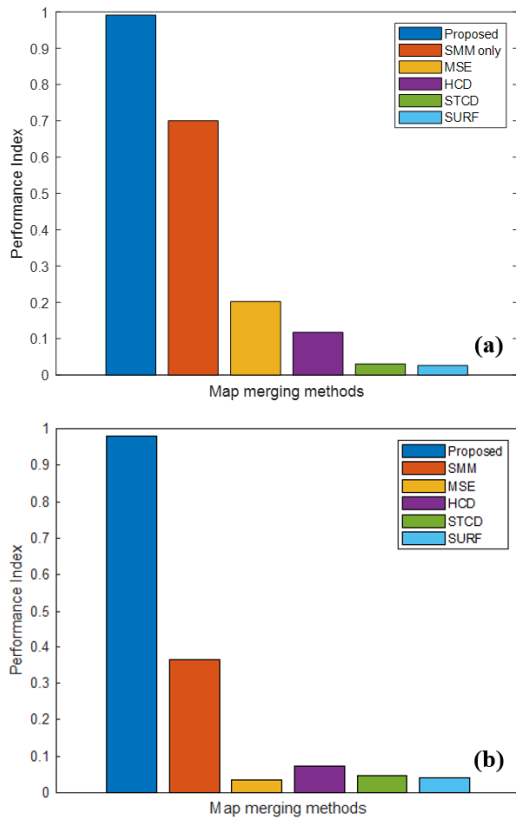 1
0.9
0.8
0.7
0.6
0.5
0.4
0.3
0.2
0.1
0
Performance Index
Proposed
SMM only
MSE
HCD
STCD
SURF
(a)
Map merging methods
1
0.9
0.8
0.7
0.6
0.5
0.4
0.3
0.2
0.1
0
Performance Index
Proposed
SMM
MSE
HCD
STCD
SURF
(b)
Map merging methods